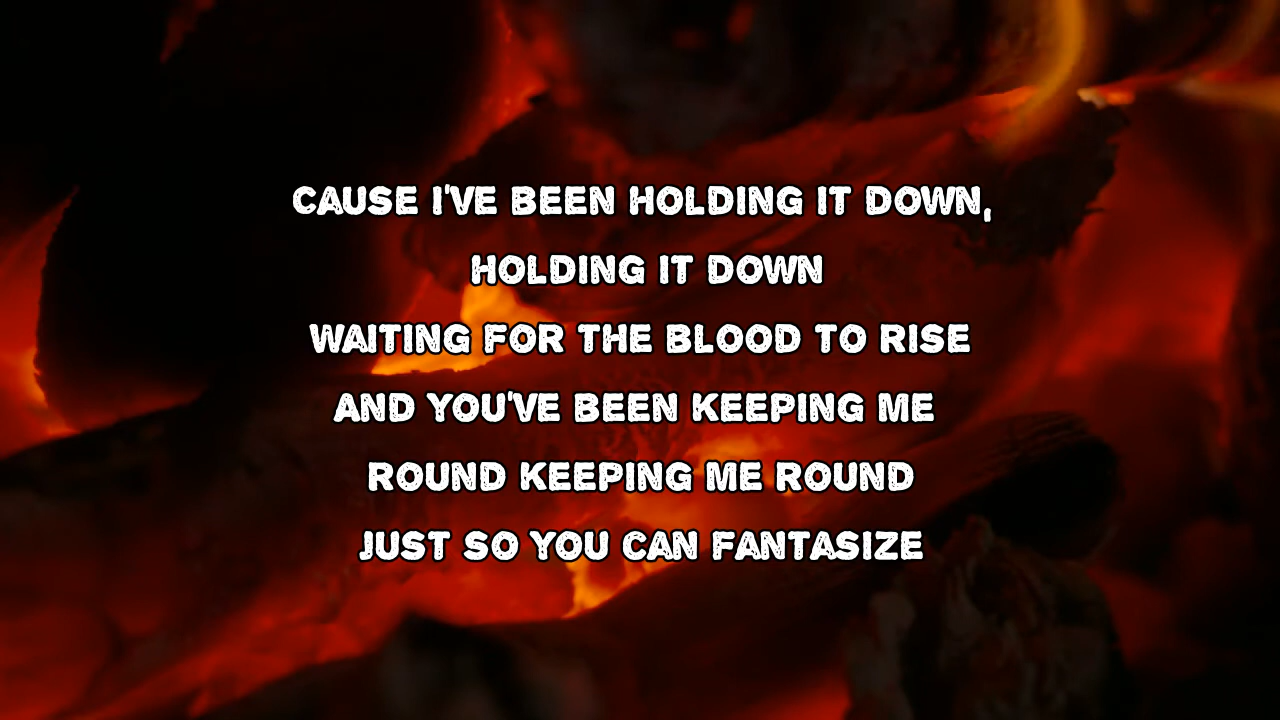 CAUSE I'VE BEEN HOLDING IT DOWN,
HOLDING IT DOWN
WAITING FOR THE BLOOD TO RISE
AND YOU'VE BEEN KEEPING ME
ROUND KEEPING ME ROUND
JUST SO YOU CAN FANTASIZE